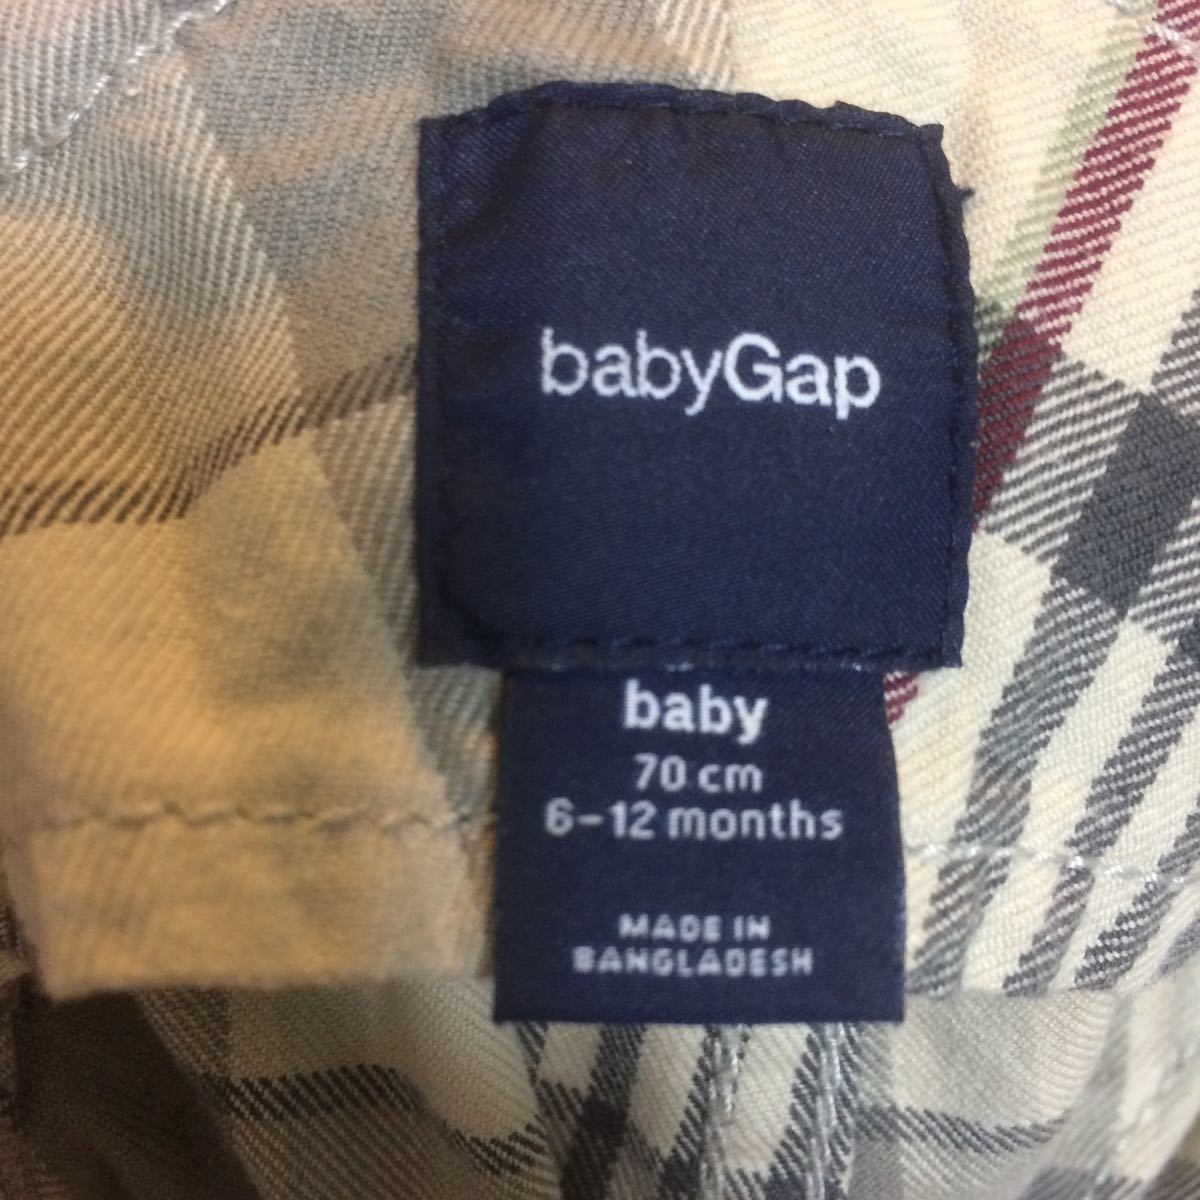 babyGap
baby
70 cm
6-12 months
MADE IN
BANGLADESH